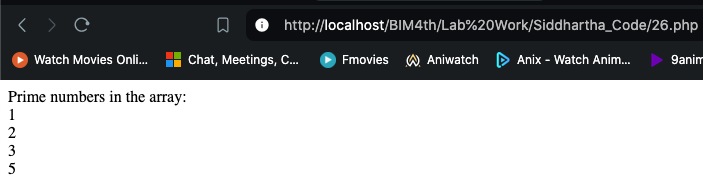 http://localhost/BIM4th/Lab%20Work/Siddhartha_Code/26.php
Watch Movies Onli... Chat, Meetings, C... Fmovies Aniwatch Anix - Watch Anim... 9anim
Prime numbers in the array:
1
2
3
5